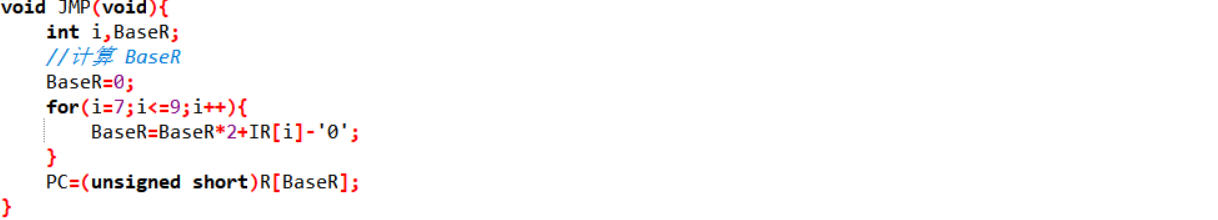 void JMP(void){
    int i,BaseR;
    //计算 BaseR
    BaseR=0;
    for(i=7;i<=9;i++){
        BaseR=BaseR*2+IR[i]-'0';
    }
    PC=(unsigned short)R[BaseR];
}